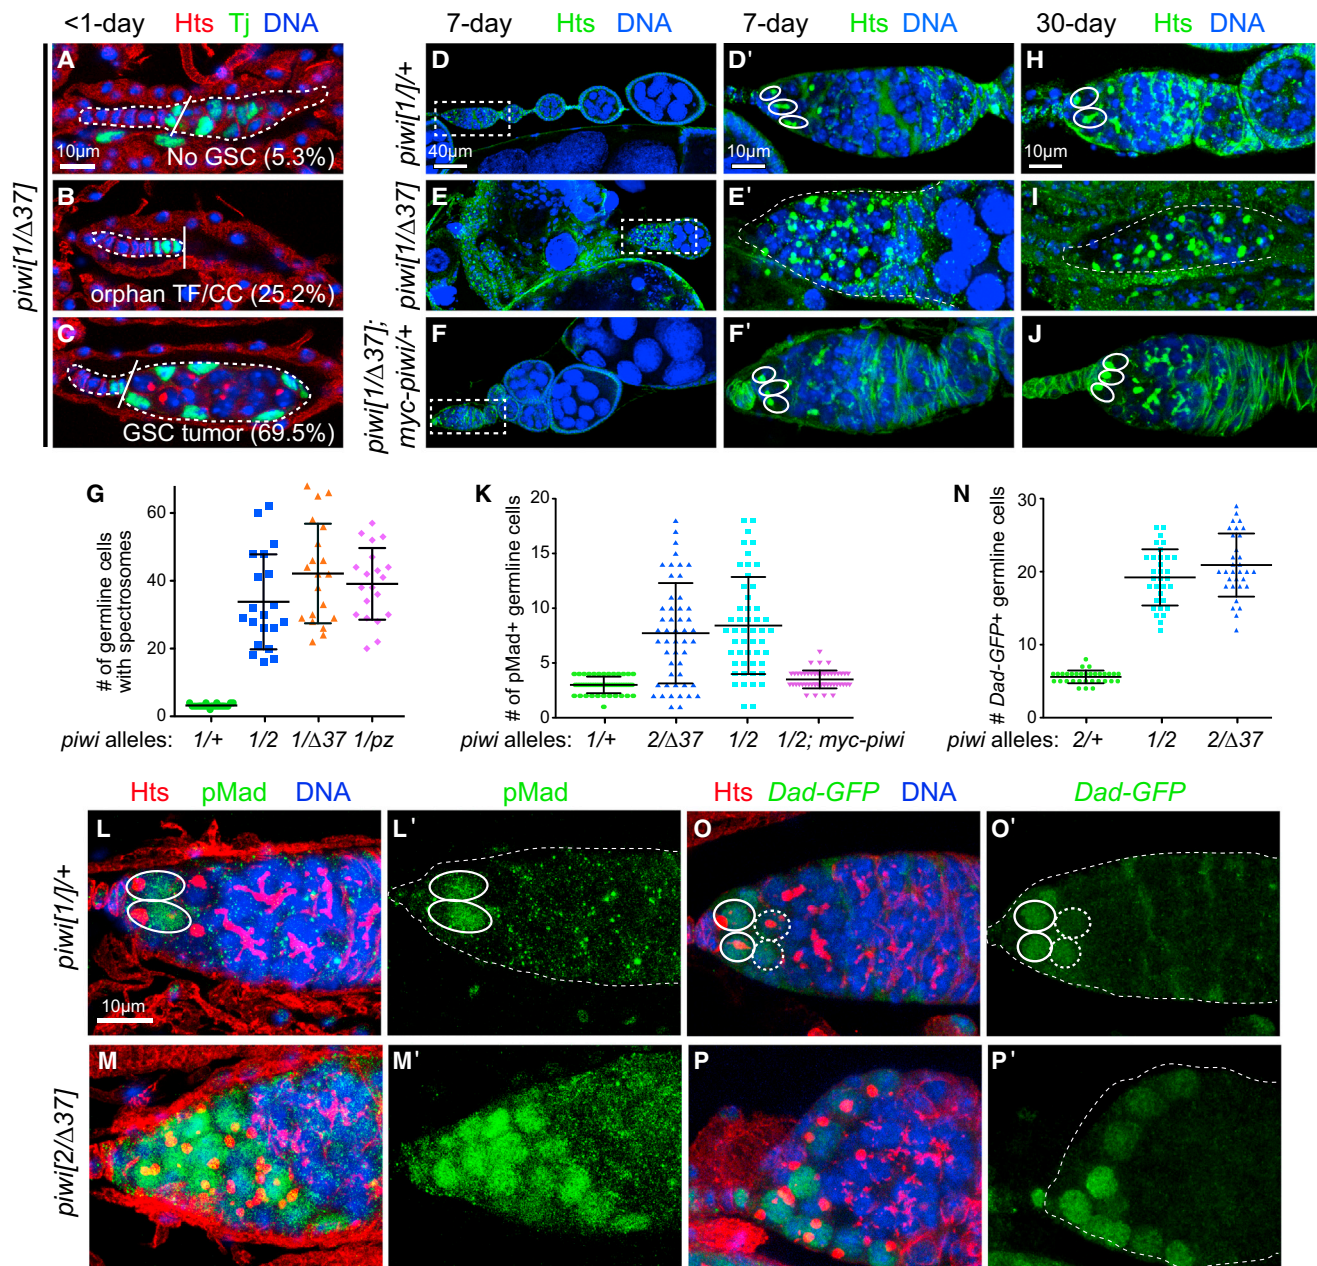 <1-day Hts Tj DNA
7-day Hts DNA
7-day Hts DNA
30-day Hts DNA
piwi[1/Δ37]
A
10µm
No GSC (5.3%)
B
orphan TF/CC (25.2%)
C
GSC tumor (69.5%)
piwi[1/]/+
D
40µm
D'
10µm
H
10µm
piwi[1/Δ37]
E
E'
I
piwi[1/Δ37];
myc-piwi/+
F
F'
J
G
# of germline cells
with spectrosomes
60
40
20
0
piwi alleles: 1/+ 1/2 1/Δ37 1/pz
K
# of pMad+ germline cells
20
15
10
5
0
piwi alleles: 1/+ 2/Δ37 1/2 1/2; myc-piwi
N
# Dad-GFP+ germline cells
30
20
10
0
piwi alleles: 2/+ 1/2 2/Δ37
Hts pMad DNA
pMad
Hts Dad-GFP DNA
Dad-GFP
piwi[1/]/+
L
10µm
L'
O
O'
piwi[2/Δ37]
M
M'
P
P'